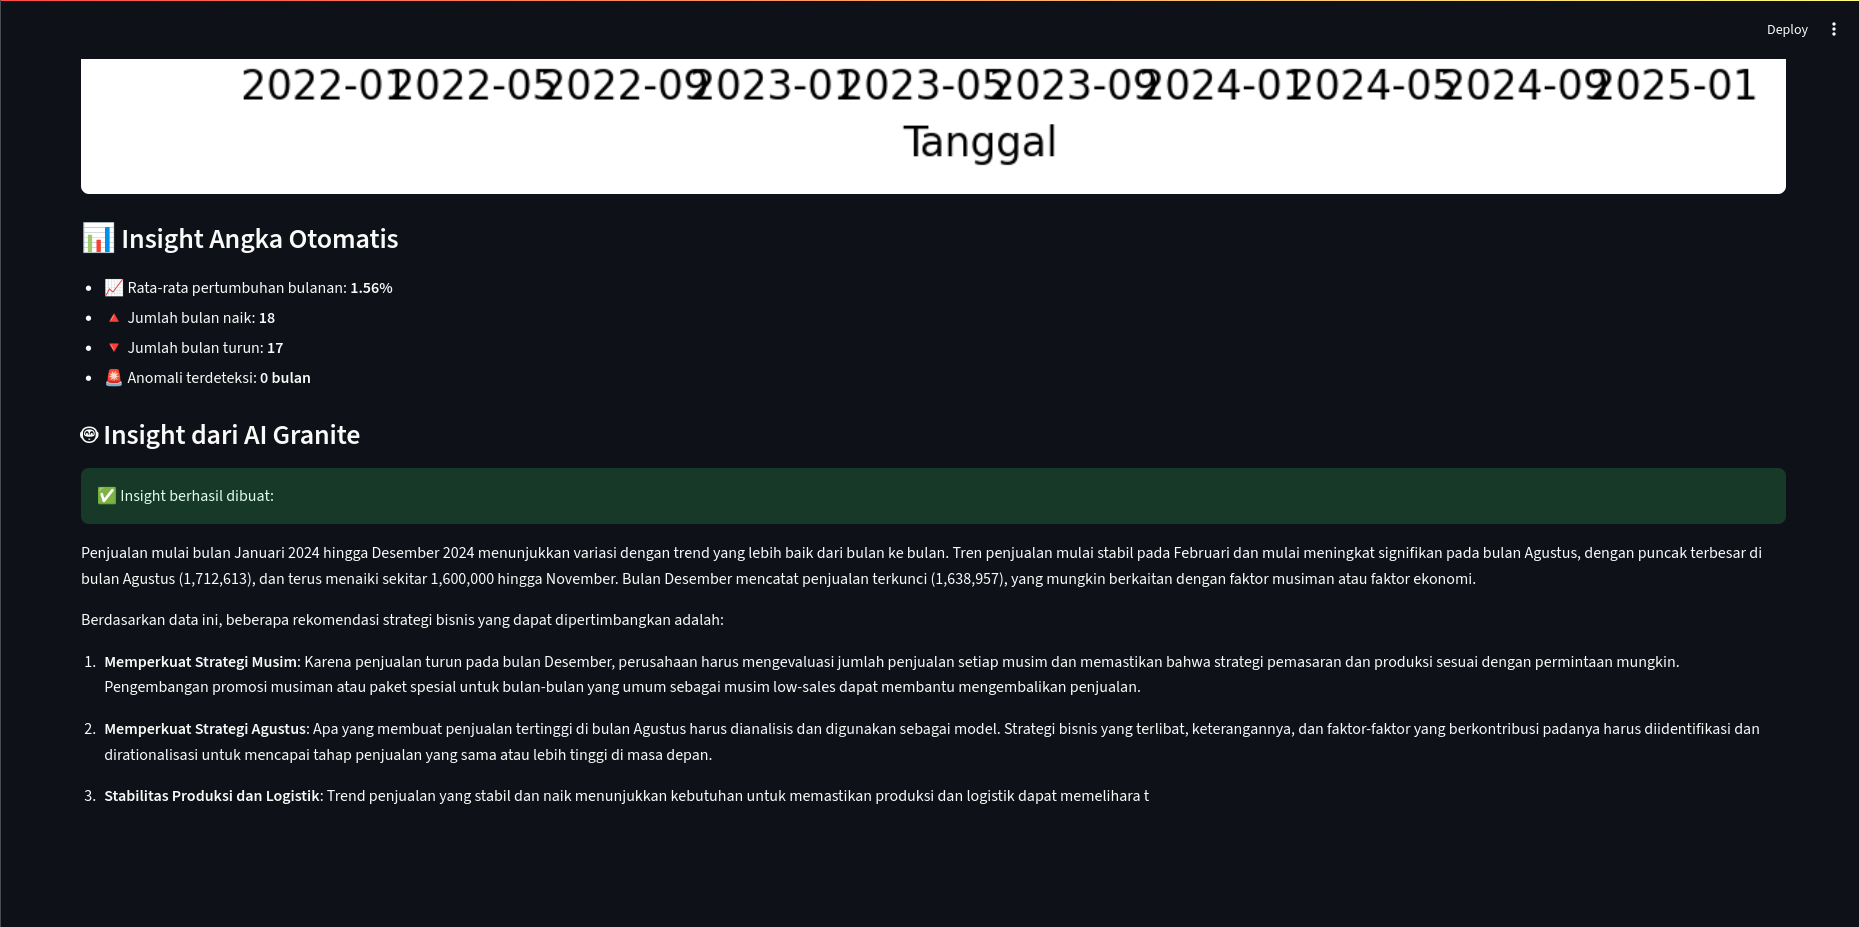 Deploy
2022-01 2022-05 2022-09 2023-01 2023-05 2023-09 2024-01 2024-05 2024-09 2025-01
Tanggal
📊 Insight Angka Otomatis
• 📈 Rata-rata pertumbuhan bulanan: 1.56%
• 🔺 Jumlah bulan naik: 18
• 🔻 Jumlah bulan turun: 17
• 🚨 Anomali terdeteksi: 0 bulan
Insight dari AI Granite
✅ Insight berhasil dibuat:
Penjualan mulai bulan Januari 2024 hingga Desember 2024 menunjukkan variasi dengan trend yang lebih baik dari bulan ke bulan. Tren penjualan mulai stabil pada Februari dan mulai meningkat signifikan pada bulan Agustus, dengan puncak terbesar di
bulan Agustus (1,712,613), dan terus menaiki sekitar 1,600,000 hingga November. Bulan Desember mencatat penjualan terkunci (1,638,957), yang mungkin berkaitan dengan faktor musiman atau faktor ekonomi.
Berdasarkan data ini, beberapa rekomendasi strategi bisnis yang dapat dipertimbangkan adalah:
1. Memperkuat Strategi Musim: Karena penjualan turun pada bulan Desember, perusahaan harus mengevaluasi jumlah penjualan setiap musim dan memastikan bahwa strategi pemasaran dan produksi sesuai dengan permintaan mungkin.
Pengembangan promosi musiman atau paket spesial untuk bulan-bulan yang umum sebagai musim low-sales dapat membantu mengembalikan penjualan.
2. Memperkuat Strategi Agustus: Apa yang membuat penjualan tertinggi di bulan Agustus harus dianalisis dan digunakan sebagai model. Strategi bisnis yang terlibat, keterangannya, dan faktor-faktor yang berkontribusi padanya harus diidentifikasi dan
dirationalisasi untuk mencapai tahap penjualan yang sama atau lebih tinggi di masa depan.
3. Stabilitas Produksi dan Logistik: Trend penjualan yang stabil dan naik menunjukkan kebutuhan untuk memastikan produksi dan logistik dapat memelihara t